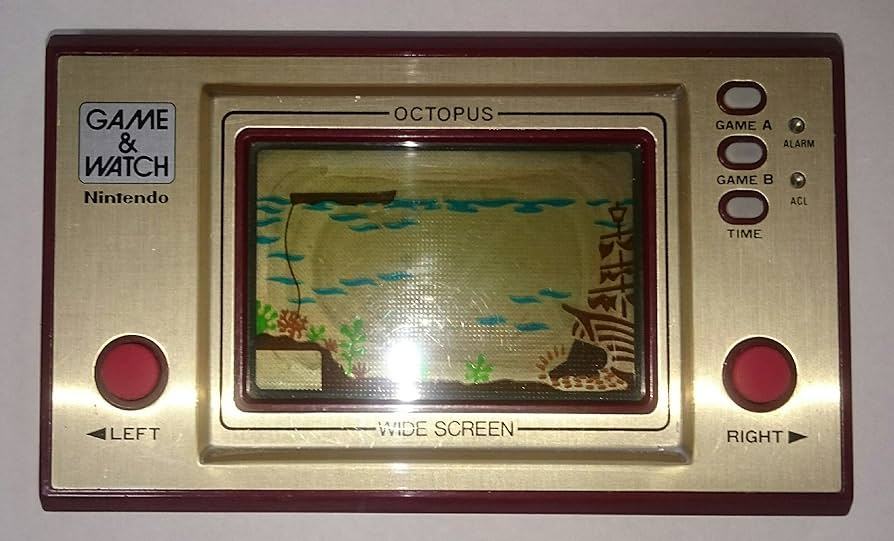 GAME
&
WATCH
Nintendo
OCTOPUS
GAME A
ALARM
GAME B
ACL
TIME
◄LEFT
WIDE SCREEN
RIGHT►